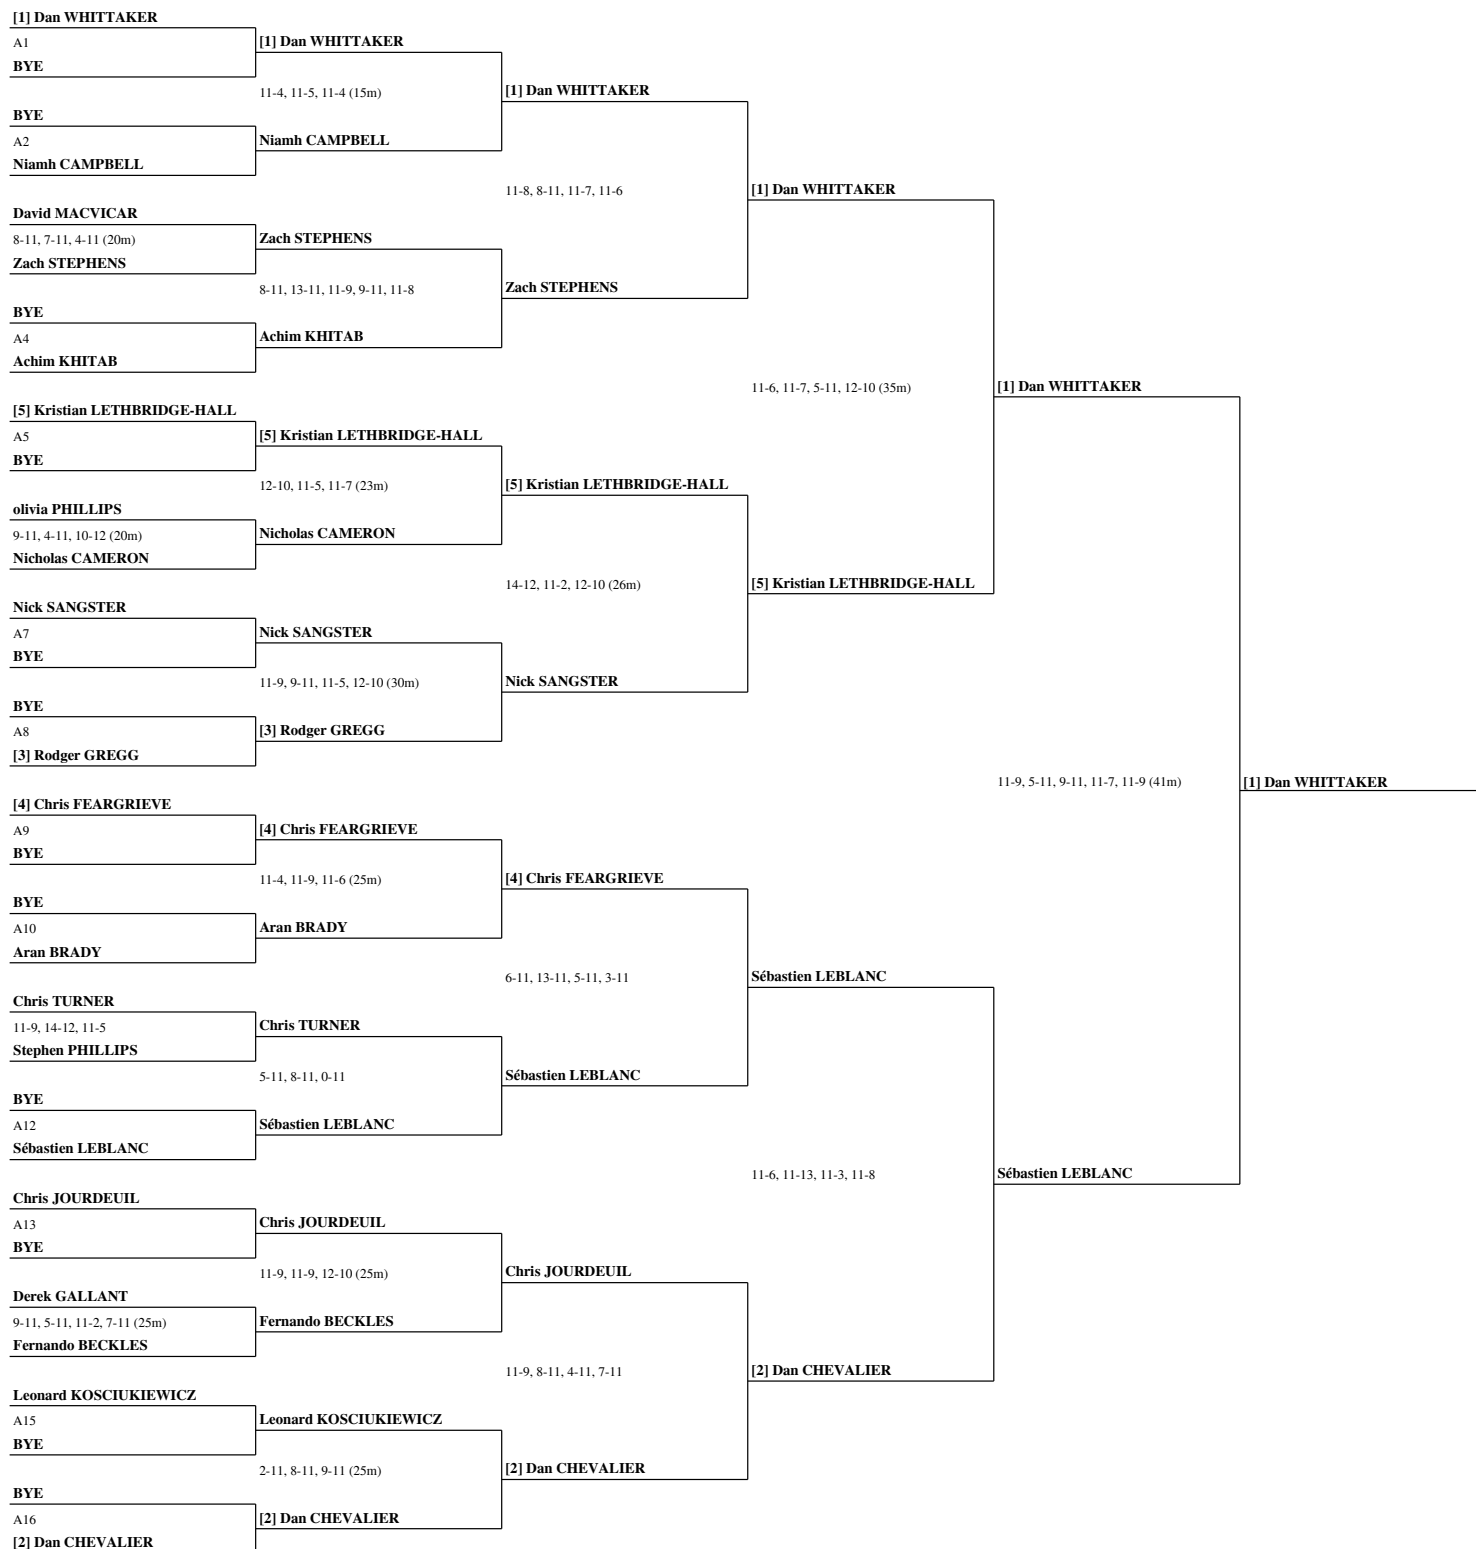 [1] Dan WHITTAKER
A1
BYE
BYE
A2
Niamh CAMPBELL
David MACVICAR
8-11, 7-11, 4-11 (20m)
Zach STEPHENS
BYE
A4
Achim KHITAB
[5] Kristian LETHBRIDGE-HALL
A5
BYE
olivia PHILLIPS
9-11, 4-11, 10-12 (20m)
Nicholas CAMERON
Nick SANGSTER
A7
BYE
BYE
A8
[3] Rodger GREGG
[4] Chris FEARGRIEVE
A9
BYE
BYE
A10
Aran BRADY
Chris TURNER
11-9, 14-12, 11-5
Stephen PHILLIPS
BYE
A12
Sébastien LEBLANC
Chris JOURDEUIL
A13
BYE
Derek GALLANT
9-11, 5-11, 11-2, 7-11 (25m)
Fernando BECKLES
Leonard KOSCIUKIEWICZ
A15
BYE
BYE
A16
[2] Dan CHEVALIER
[1] Dan WHITTAKER
11-4, 11-5, 11-4 (15m)
Niamh CAMPBELL
Zach STEPHENS
8-11, 13-11, 11-9, 9-11, 11-8
Achim KHITAB
[5] Kristian LETHBRIDGE-HALL
12-10, 11-5, 11-7 (23m)
Nicholas CAMERON
Nick SANGSTER
11-9, 9-11, 11-5, 12-10 (30m)
[3] Rodger GREGG
[4] Chris FEARGRIEVE
11-4, 11-9, 11-6 (25m)
Aran BRADY
Chris TURNER
5-11, 8-11, 0-11
Sébastien LEBLANC
Chris JOURDEUIL
11-9, 11-9, 12-10 (25m)
Fernando BECKLES
Leonard KOSCIUKIEWICZ
2-11, 8-11, 9-11 (25m)
[2] Dan CHEVALIER
[1] Dan WHITTAKER
11-8, 8-11, 11-7, 11-6
Zach STEPHENS
[5] Kristian LETHBRIDGE-HALL
14-12, 11-2, 12-10 (26m)
Nick SANGSTER
[4] Chris FEARGRIEVE
6-11, 13-11, 5-11, 3-11
Sébastien LEBLANC
Chris JOURDEUIL
11-9, 8-11, 4-11, 7-11
[2] Dan CHEVALIER
[1] Dan WHITTAKER
11-6, 11-7, 5-11, 12-10 (35m)
[5] Kristian LETHBRIDGE-HALL
Sébastien LEBLANC
11-6, 11-13, 11-3, 11-8
[2] Dan CHEVALIER
[1] Dan WHITTAKER
11-9, 5-11, 9-11, 11-7, 11-9 (41m)
Sébastien LEBLANC
[1] Dan WHITTAKER